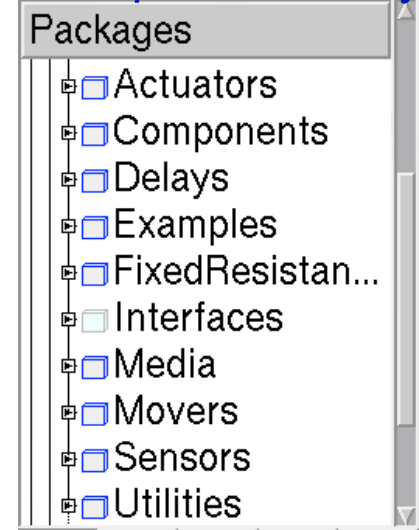 Packages
Actuators
Components
Delays
Examples
FixedResistan...
Interfaces
Media
Movers
Sensors
Utilities